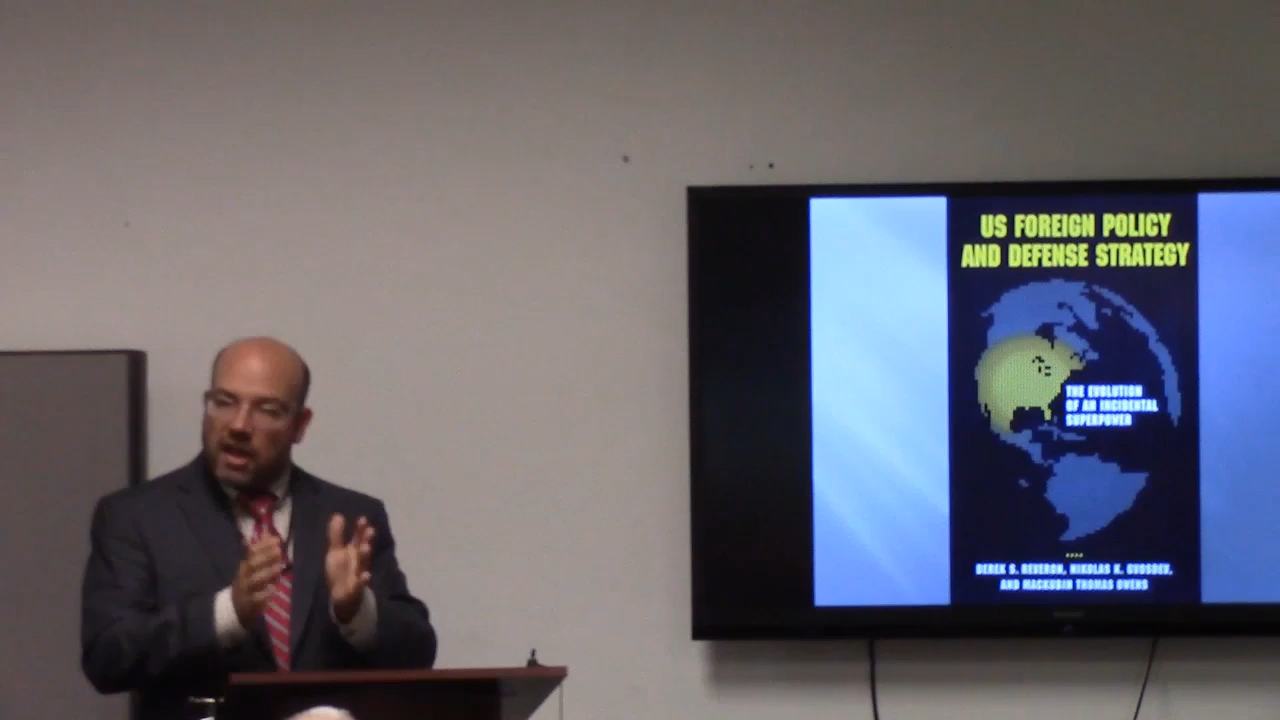 US FOREIGN POLICY
AND DEFENSE STRATEGY
THE EVOLUTION
OF AN INCIDENTAL
SUPERPOWER
DEREK S. REVERON, NIKOLAS K. GVOSDEV,
AND MACKUBIN THOMAS OWENS